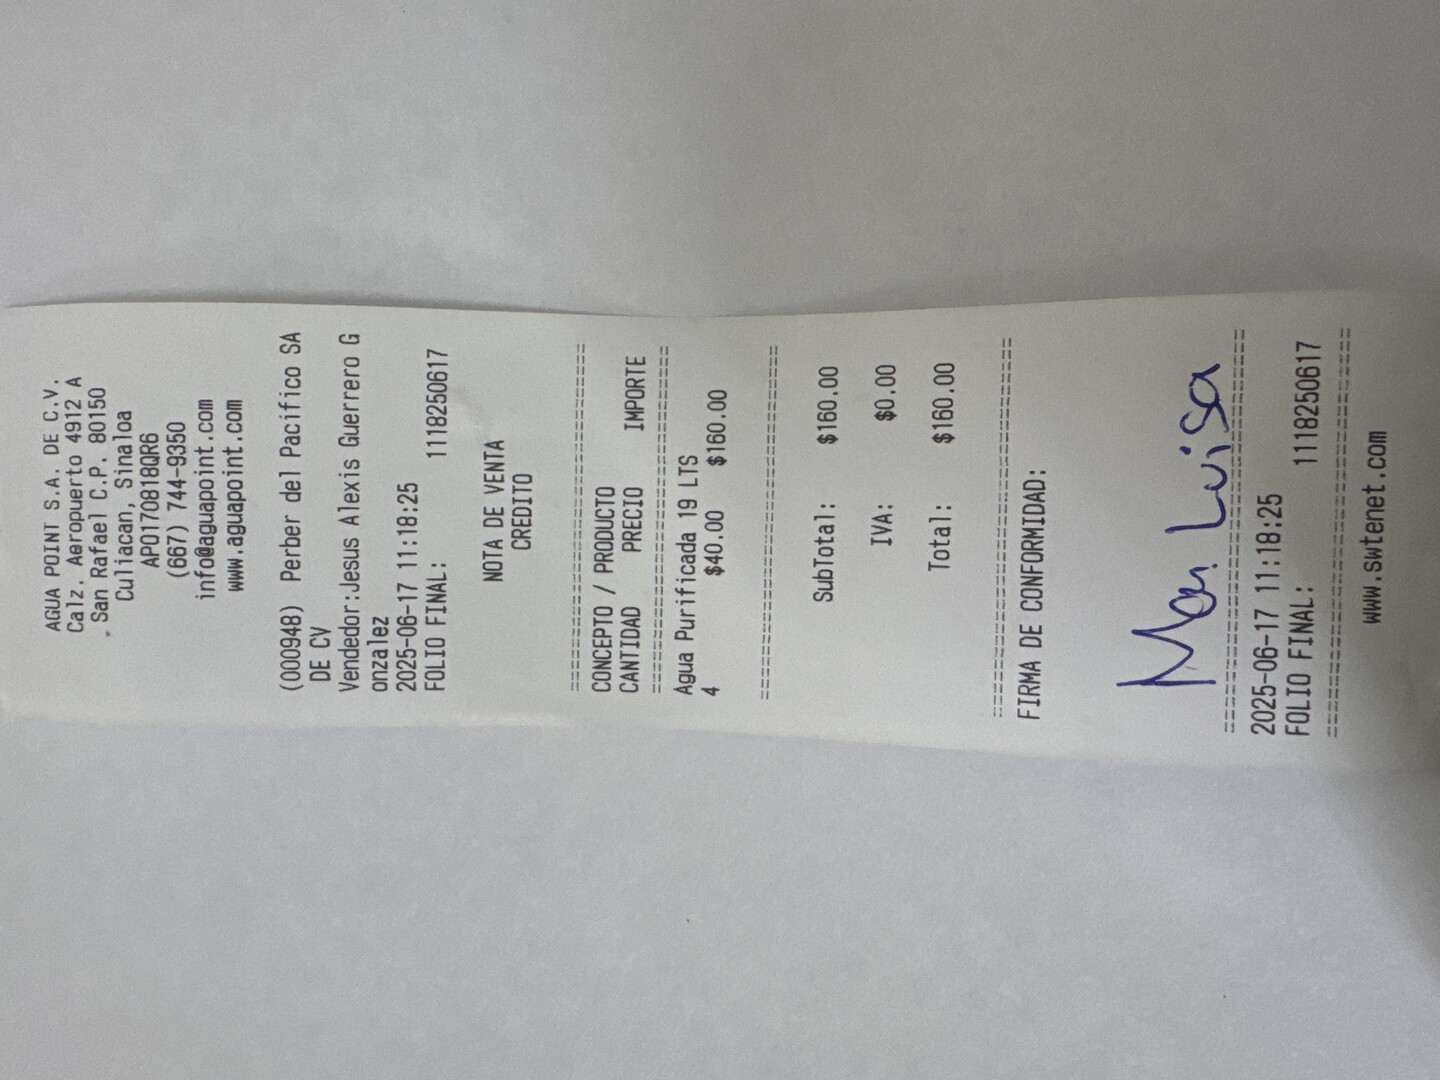 AGUA POINT S.A. DE C.V.
Calz. Aeropuerto 4912 A
San Rafael C.P. 80150
Culiacan, Sinaloa
APO170818QR6
(667) 744-9350
info@aguapoint.com
www.aguapoint.com
(000948) Perber del Pacifico SA
DE CV
Vendedor:Jesus Alexis Guerrero G
onzalez
2025-06-17 11:18:25
FOLIO FINAL: 1118250617
NOTA DE VENTA
CREDITO
================================
CONCEPTO / PRODUCTO
CANTIDAD PRECIO IMPORTE
================================
Agua Purificada 19 LTS
4 $40.00 $160.00
================================
SubTotal: $160.00
IVA: $0.00
Total: $160.00
================================
FIRMA DE CONFORMIDAD:
Mar Luisa
================================
2025-06-17 11:18:25
FOLIO FINAL: 1118250617
================================
www.swtenet.com